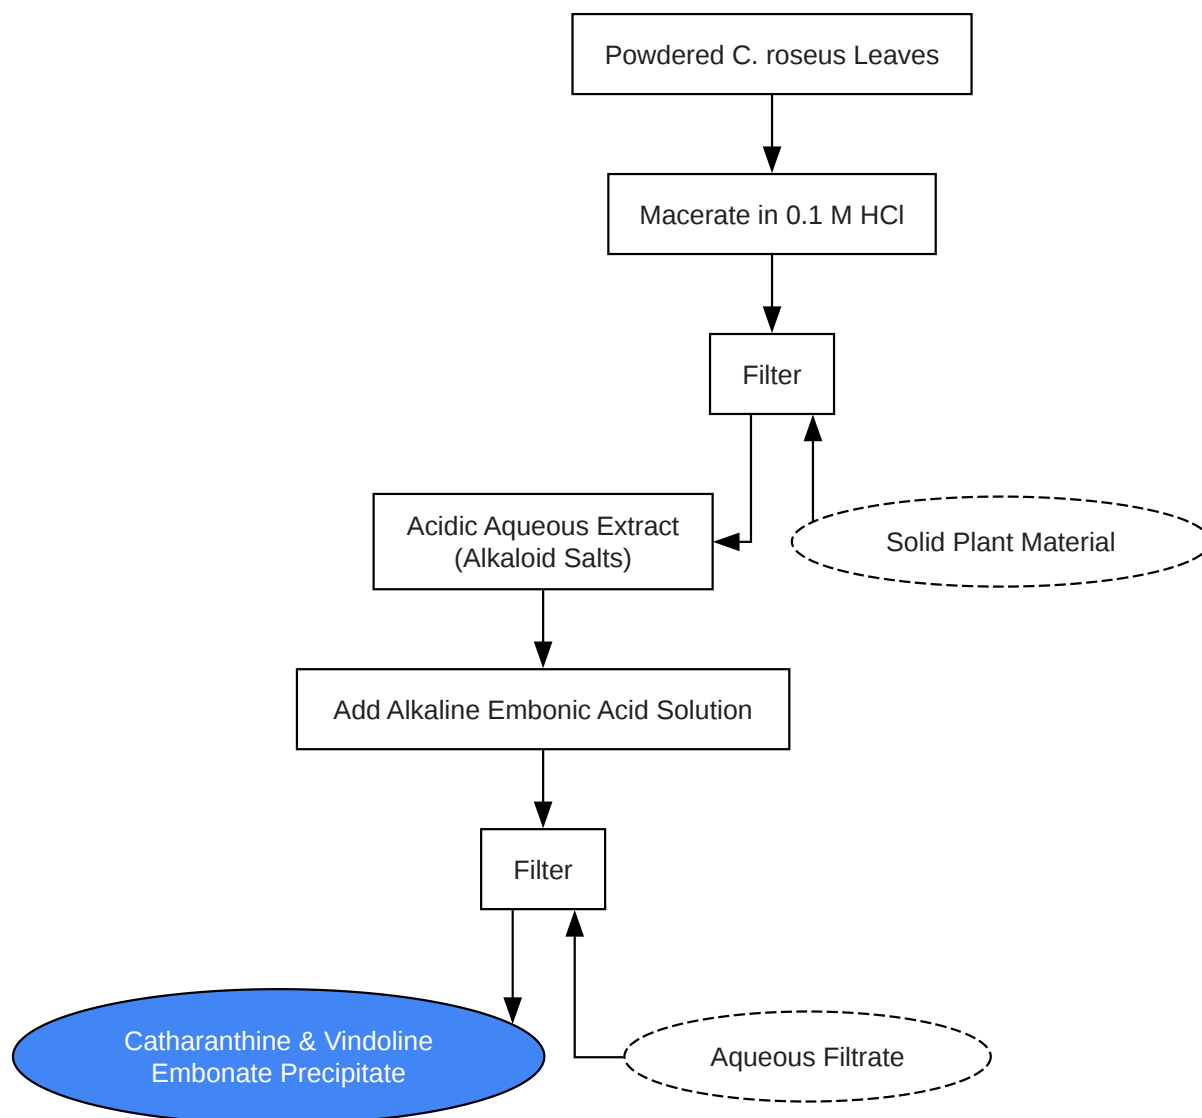 Powdered C. roseus Leaves
Macerate in 0.1 M HCl
Filter
Acidic Aqueous Extract
(Alkaloid Salts)
Solid Plant Material
Add Alkaline Embonic Acid Solution
Filter
Catharanthine & Vindoline
Embonate Precipitate
Aqueous Filtrate